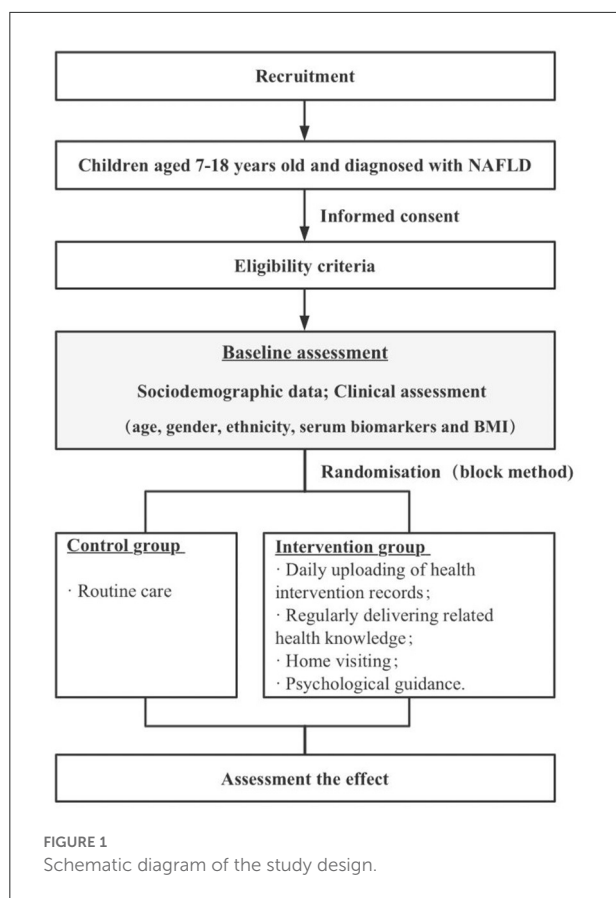 Recruitment
Children aged 7-18 years old and diagnosed with NAFLD
Informed consent
Eligibility criteria
Baseline assessment
Sociodemographic data; Clinical assessment
(age, gender, ethnicity, serum biomarkers and BMI)
Randomisation (block method)
Control group
· Routine care
Intervention group
· Daily uploading of health
intervention records;
· Regularly delivering related
health knowledge;
· Home visiting;
· Psychological guidance.
Assessment the effect
FIGURE 1
Schematic diagram of the study design.